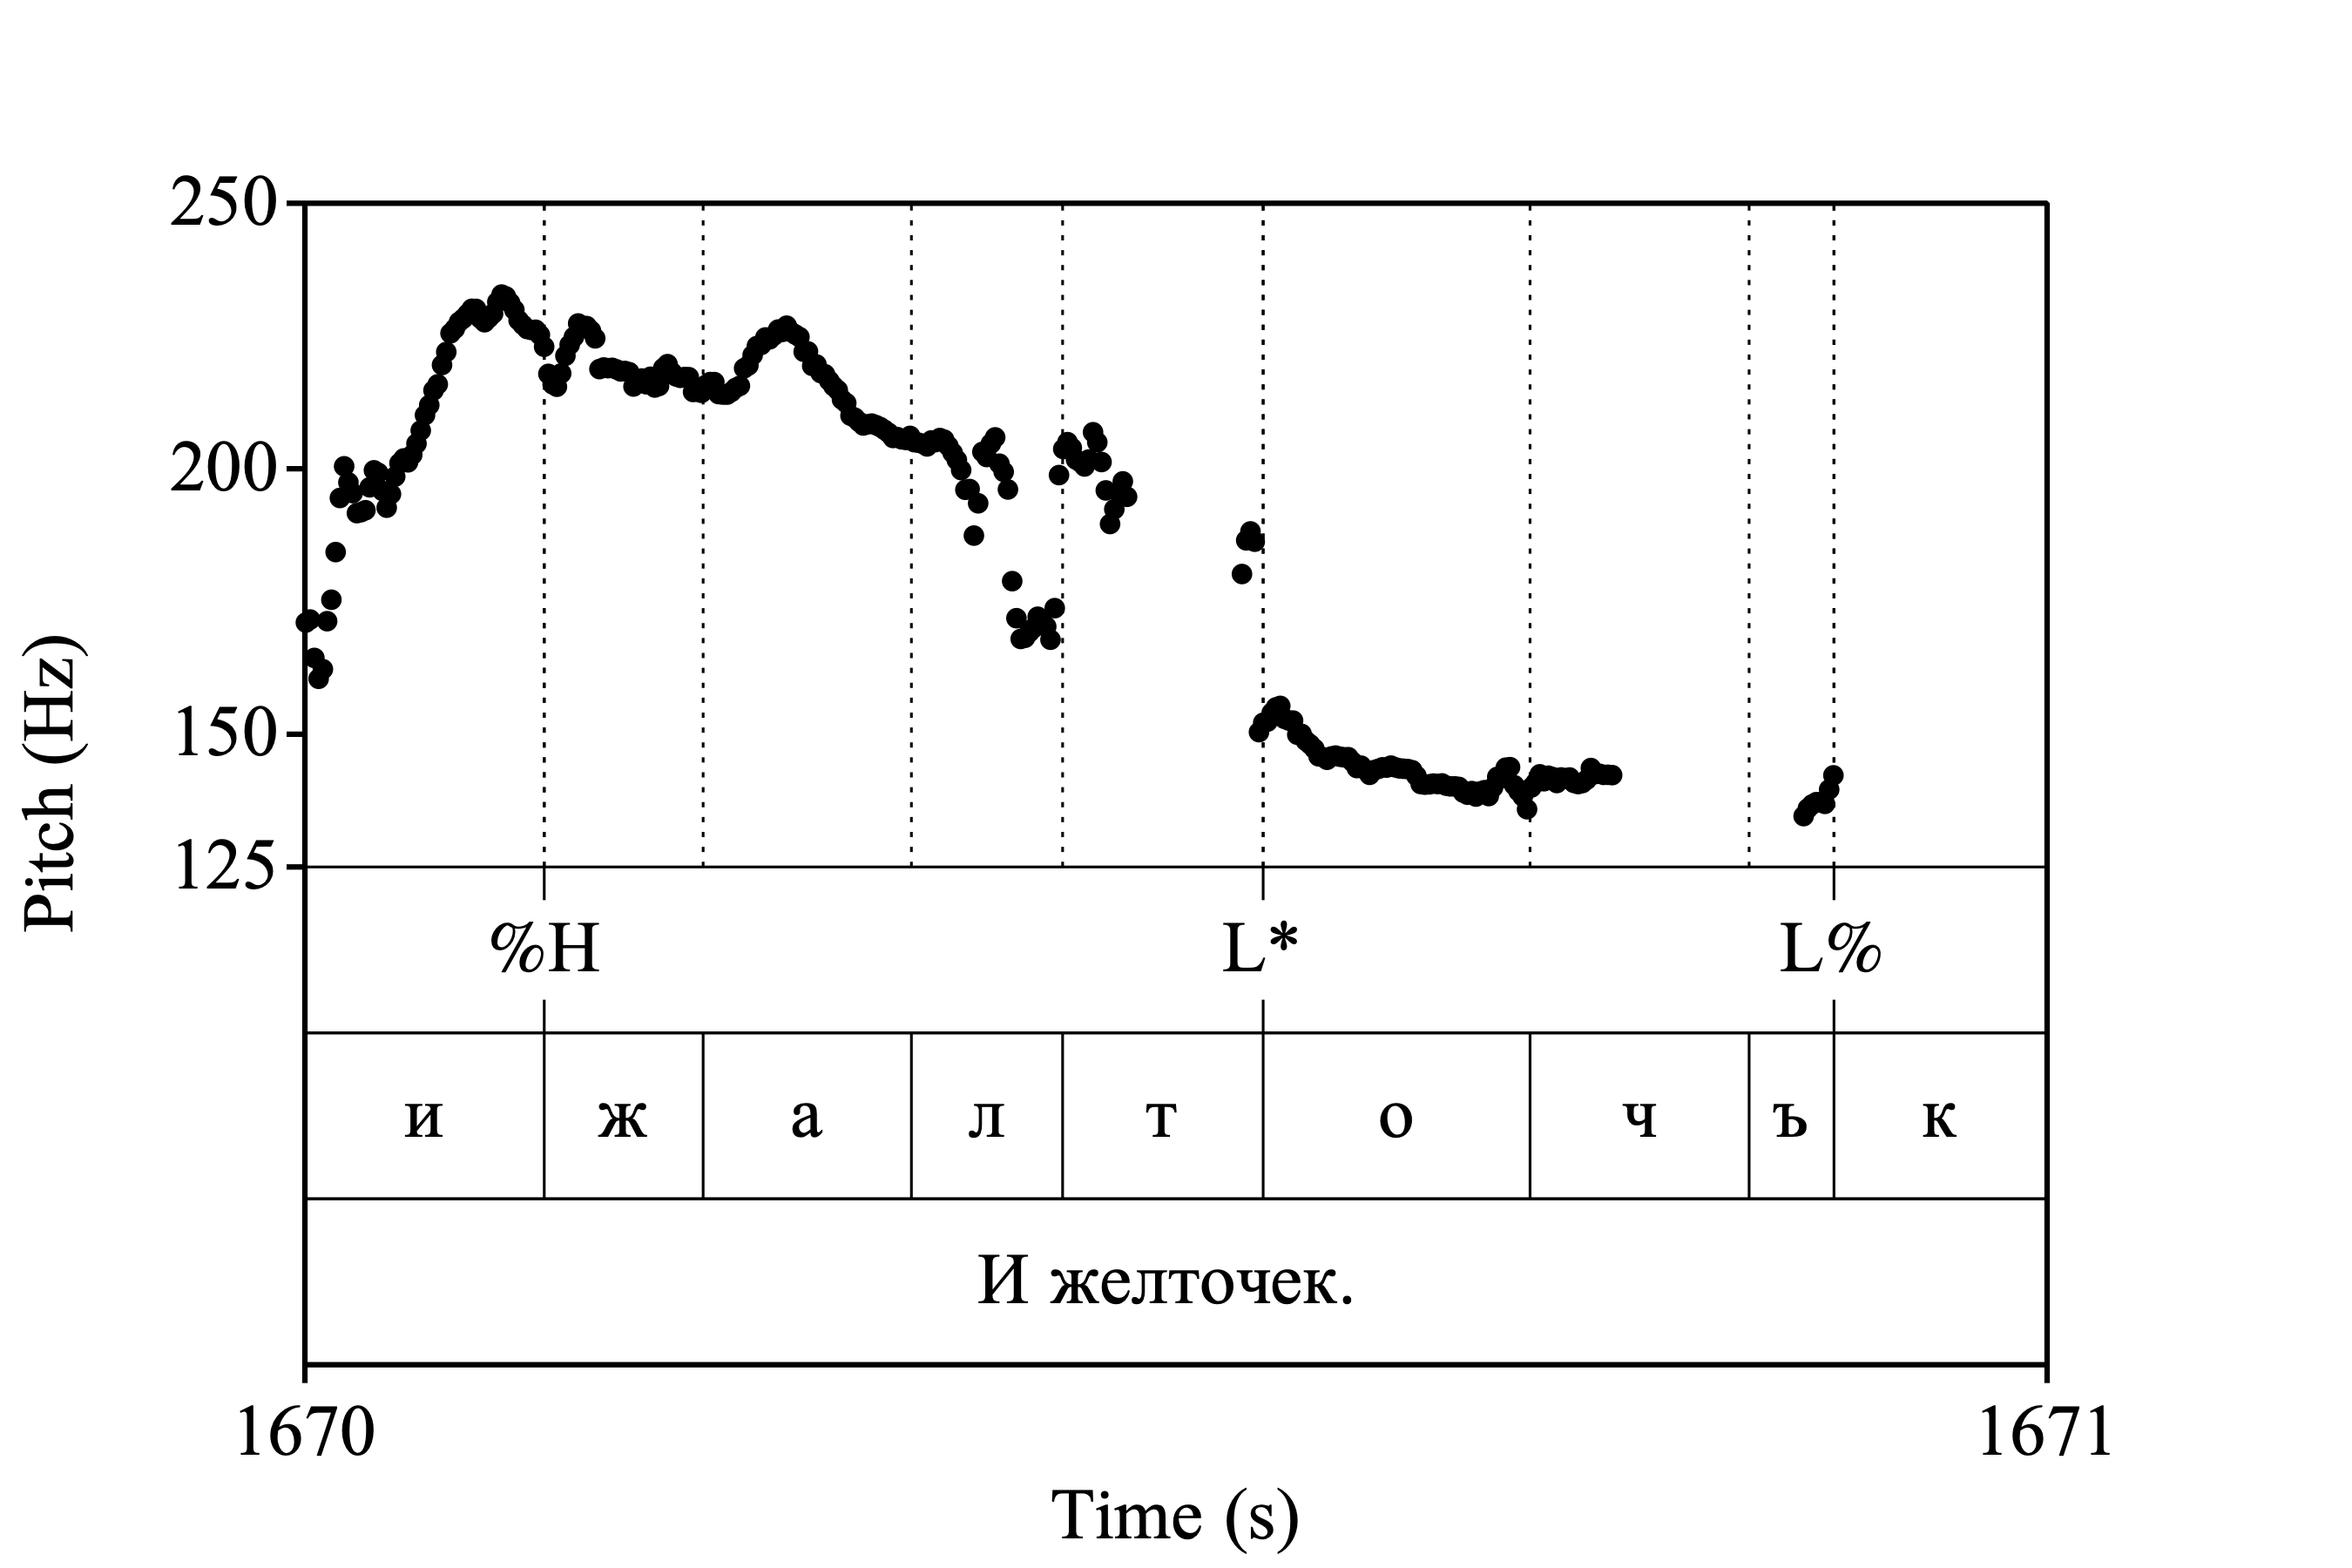 250
200
150
125
Pitch (Hz)
%H L* L%
и ж а л т о ч ъ к
И желточек.
1670 1671
Time (s)